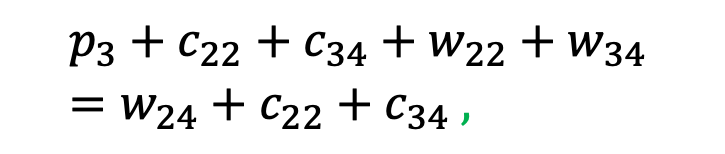 p₃ + c₂₂ + c₃₄ + w₂₂ + w₃₄
= w₂₄ + c₂₂ + c₃₄ ,